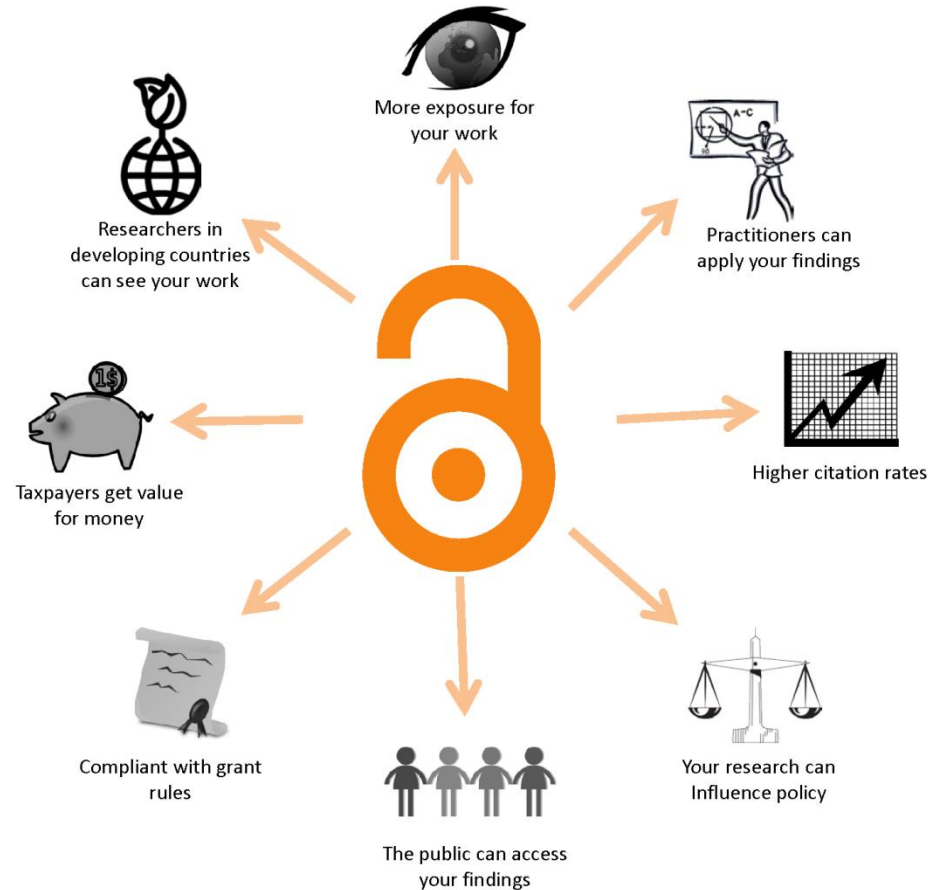 More exposure for
your work
A-C
Practitioners can
apply your findings
Higher citation rates
Your research can
Influence policy
The public can access
your findings
Compliant with grant
rules
1$
Taxpayers get value
for money
Researchers in
developing countries
can see your work